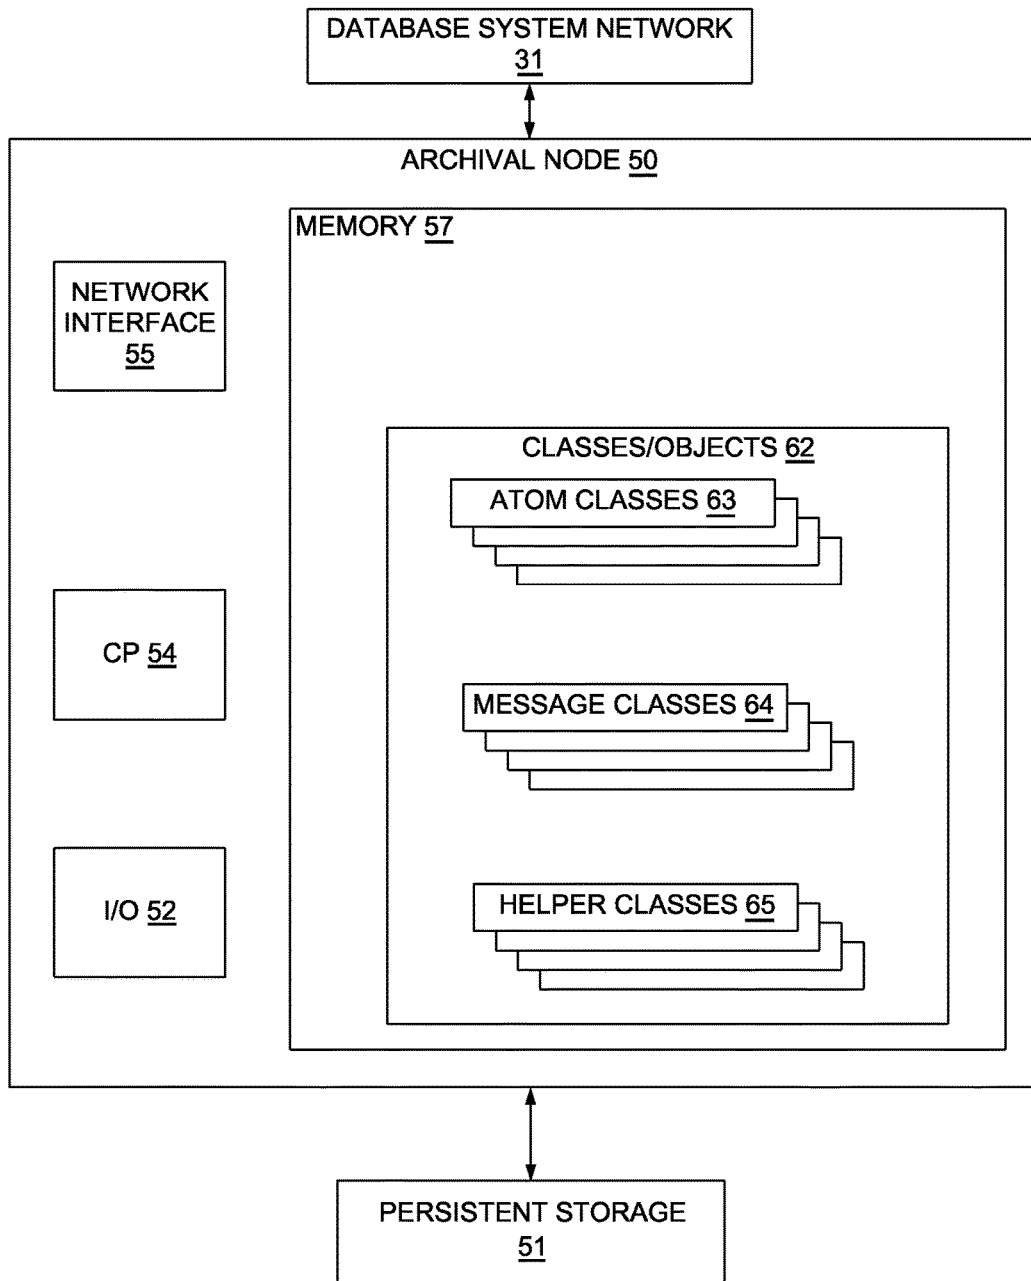 DATABASE SYSTEM NETWORK
31
ARCHIVAL NODE 50
MEMORY 57
NETWORK
INTERFACE
55
CLASSES/OBJECTS 62
ATOM CLASSES 63
CP 54
MESSAGE CLASSES 64
I/O 52
HELPER CLASSES 65
PERSISTENT STORAGE
51